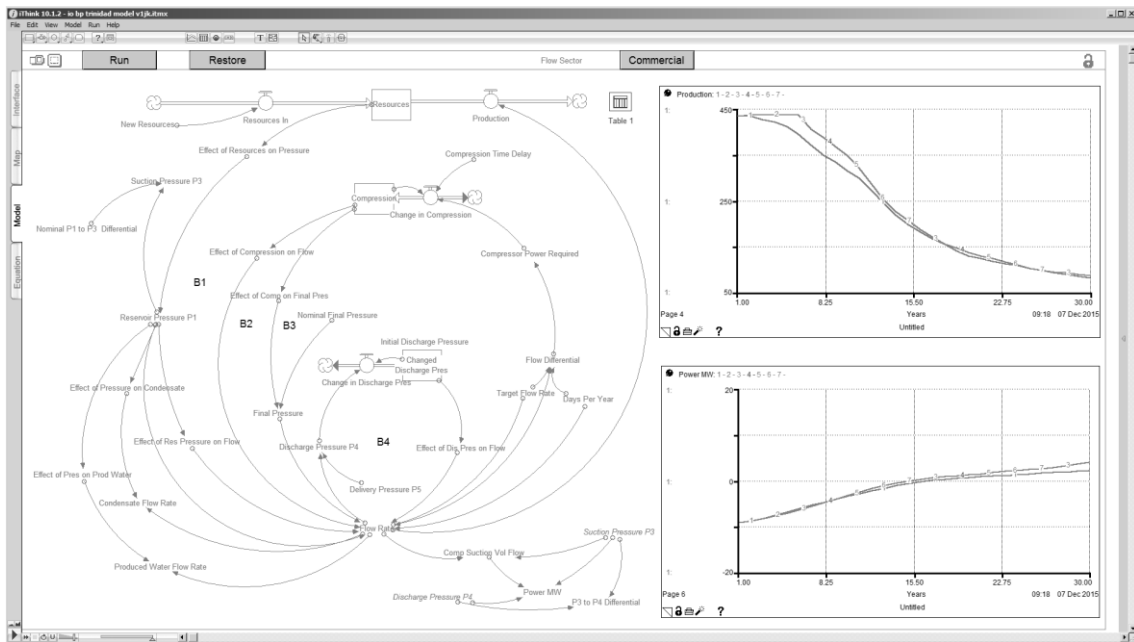 iThink 10.1.2 - io bp trinidad model v1jk.itmx
File Edit View Model Run Help
Run
Restore
Flow Sector
Commercial
Interface
Map
Model
Equation
New Resources
Resources In
Resources
Production
Table 1
Effect of Resources on Pressure
Compression Time Delay
Suction Pressure P3
Compression
Change in Compression
Nominal P1 to P3 Differential
Effect of Compression on Flow
Compressor Power Required
B1
Effect of Comp on Final Pres
Reservoir Pressure P1
B2
B3
Nominal Final Pressure
Initial Discharge Pressure
Changed
Discharge Pres
Flow Differential
Change in Discharge Pres
Effect of Pressure on Condensate
Target Flow Rate
Days Per Year
Final Pressure
Effect of Res Pressure on Flow
Discharge Pressure P4
B4
Effect of Dis Pres on Flow
Effect of Pres on Prod Water
Delivery Pressure P5
Condensate Flow Rate
Flow Rate
Suction Pressure P3
Comp Suction Vol Flow
Produced Water Flow Rate
Power MW
Discharge Pressure P4
P3 to P4 Differential
Production: 1 - 2 - 3 - 4 - 5 - 6 - 7 -
1:
450
1:
250
1:
50
1.00 8.25 15.50 22.75 30.00
Page 4 Years 09:18 07 Dec 2015
Untitled
?
Power MW: 1 - 2 - 3 - 4 - 5 - 6 - 7 -
1:
20
1:
0
1:
-20
1.00 8.25 15.50 22.75 30.00
Page 6 Years 09:18 07 Dec 2015
Untitled
?